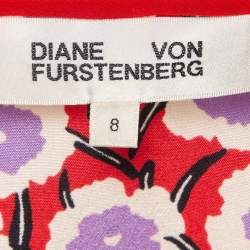 DIANE VON
FURSTENBERG
8